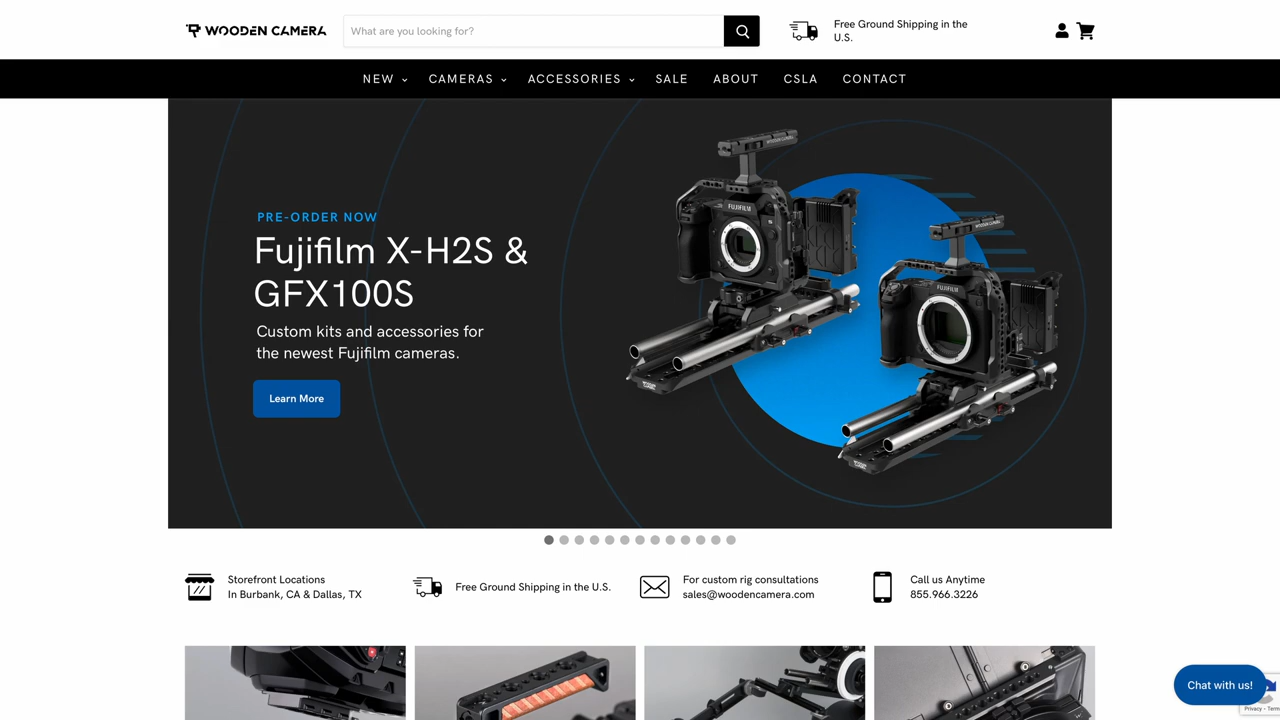 WOODEN CAMERA
What are you looking for?
Free Ground Shipping in the
U.S.
NEW
CAMERAS
ACCESSORIES
SALE
ABOUT
CSLA
CONTACT
PRE-ORDER NOW
Fujifilm X-H2S &
GFX100S
Custom kits and accessories for
the newest Fujifilm cameras.
Learn More
FUJIFILM
FUJIFILM
Storefront Locations
In Burbank, CA & Dallas, TX
Free Ground Shipping in the U.S.
For custom rig consultations
sales@woodencamera.com
Call us Anytime
855.966.3226
Chat with us!
Privacy - Term